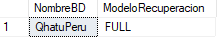 NombreBD ModeloRecuperacion
1 QhatuPeru FULL